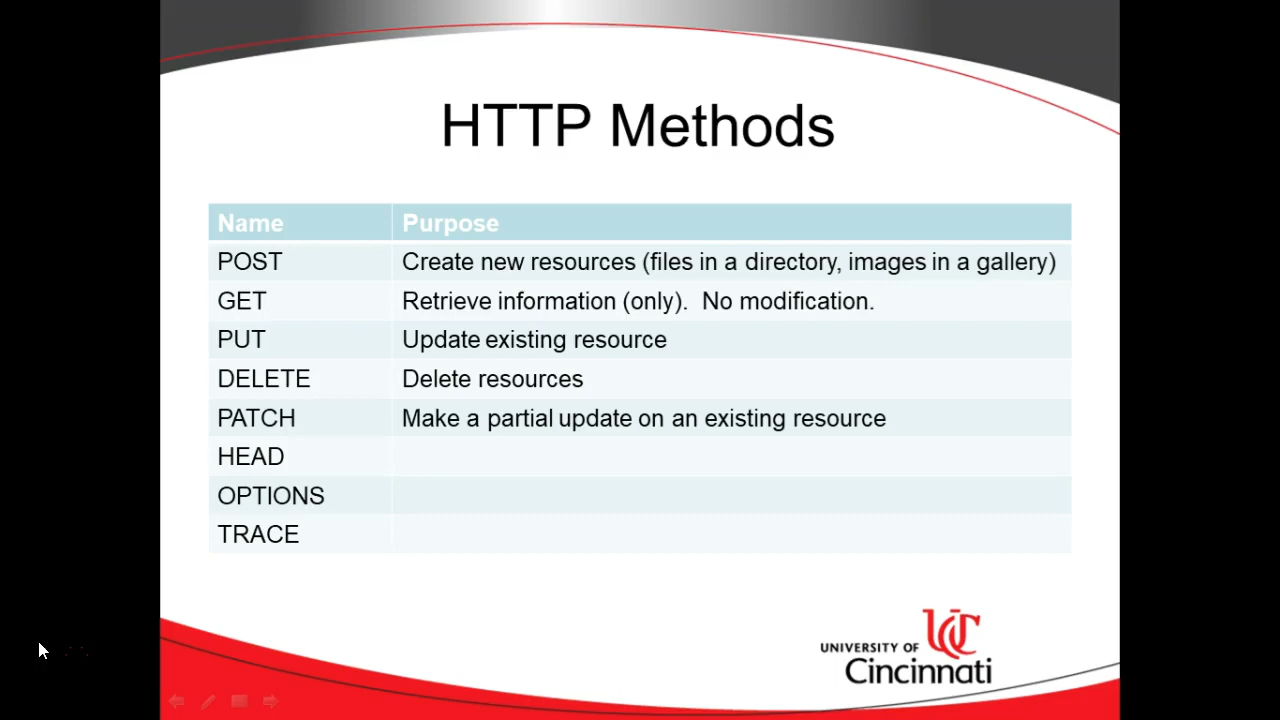 HTTP Methods
Name Purpose
POST Create new resources (files in a directory, images in a gallery)
GET Retrieve information (only).  No modification.
PUT Update existing resource
DELETE Delete resources
PATCH Make a partial update on an existing resource
HEAD
OPTIONS
TRACE
UC
UNIVERSITY OF
Cincinnati